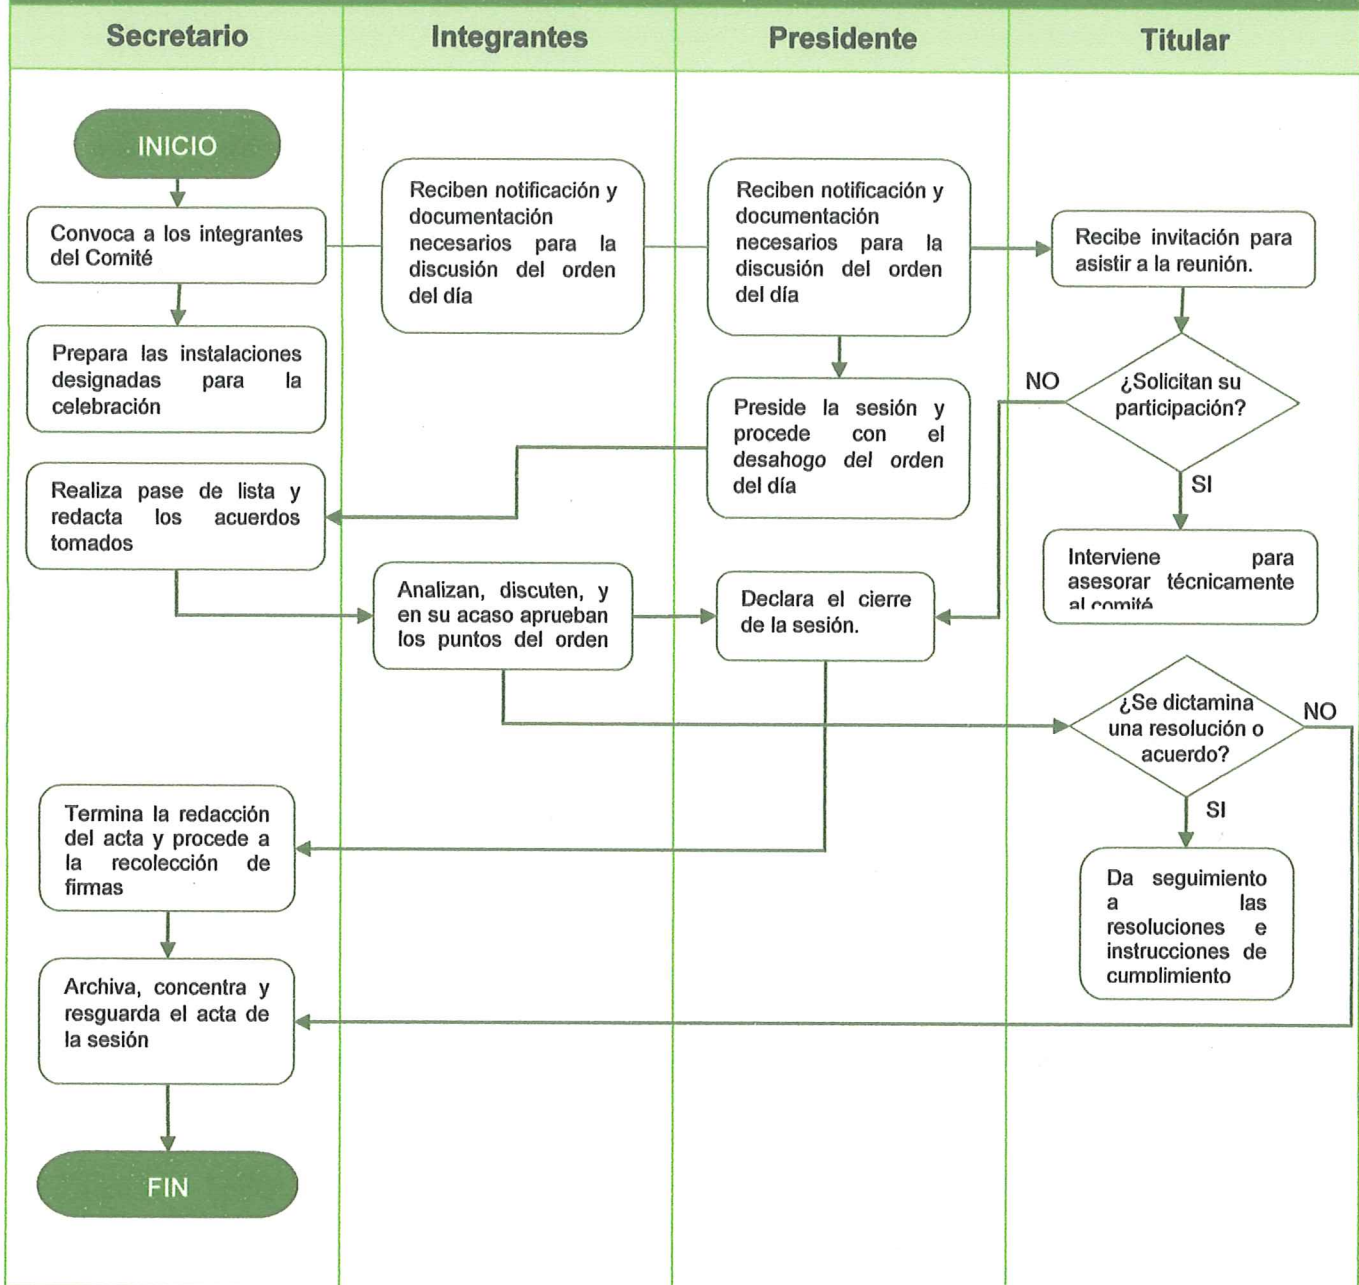 Secretario
Integrantes
Presidente
Titular
INICIO
Convoca a los integrantes
del Comité
Reciben notificación y
documentación
necesarios para la
discusión del orden
del día
Reciben notificación y
documentación
necesarios para la
discusión del orden
del día
Recibe invitación para
asistir a la reunión.
Prepara las instalaciones
designadas para la
celebración
Preside la sesión y
procede con el
desahogo del orden
del día
NO
¿Solicitan su
participación?
SI
Realiza pase de lista y
redacta los acuerdos
tomados
Interviene para
asesorar técnicamente
al comité
Analizan, discuten, y
en su acaso aprueban
los puntos del orden
Declara el cierre
de la sesión.
¿Se dictamina
una resolución o
acuerdo?
NO
SI
Termina la redacción
del acta y procede a
la recolección de
firmas
Da seguimiento
a las
resoluciones e
instrucciones de
cumplimiento
Archiva, concentra y
resguarda el acta de
la sesión
FIN